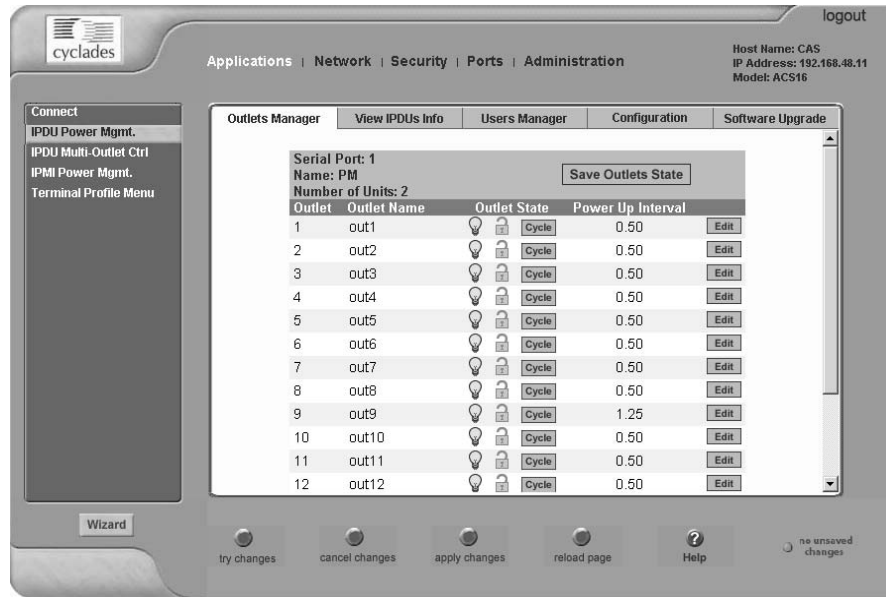 logout
cyclades
Applications | Network | Security | Ports | Administration
Host Name: CAS
IP Address: 192.168.48.11
Model: ACS16
Connect
IPDU Power Mgmt.
IPDU Multi-Outlet Ctrl
IPMI Power Mgmt.
Terminal Profile Menu
Outlets Manager View IPDUs Info Users Manager Configuration Software Upgrade
Serial Port: 1
Name: PM
Number of Units: 2
Save Outlets State
Outlet Outlet Name Outlet State Power Up Interval
1 out1 Cycle 0.50 Edit
2 out2 Cycle 0.50 Edit
3 out3 Cycle 0.50 Edit
4 out4 Cycle 0.50 Edit
5 out5 Cycle 0.50 Edit
6 out6 Cycle 0.50 Edit
7 out7 Cycle 0.50 Edit
8 out8 Cycle 0.50 Edit
9 out9 Cycle 1.25 Edit
10 out10 Cycle 0.50 Edit
11 out11 Cycle 0.50 Edit
12 out12 Cycle 0.50 Edit
Wizard
try changes
cancel changes
apply changes
reload page
? Help
no unsaved
changes